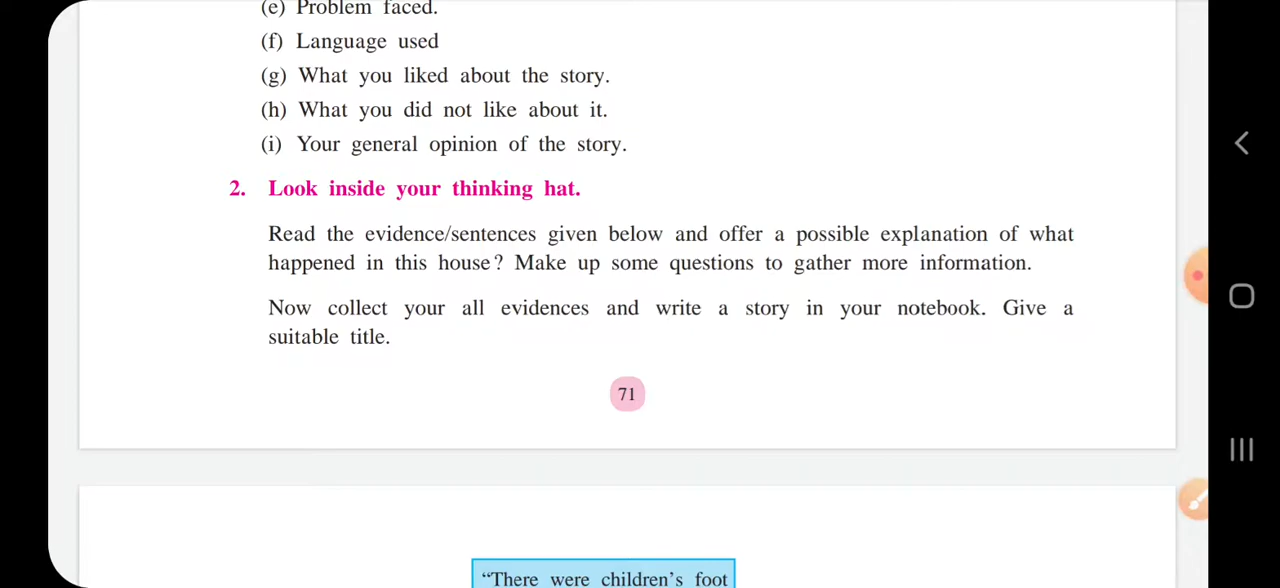 (e) Problem faced.
(f) Language used
(g) What you liked about the story.
(h) What you did not like about it.
(i) Your general opinion of the story.
2. Look inside your thinking hat.
Read the evidence/sentences given below and offer a possible explanation of what
happened in this house? Make up some questions to gather more information.
Now collect your all evidences and write a story in your notebook. Give a
suitable title.
71
“There were children’s foot